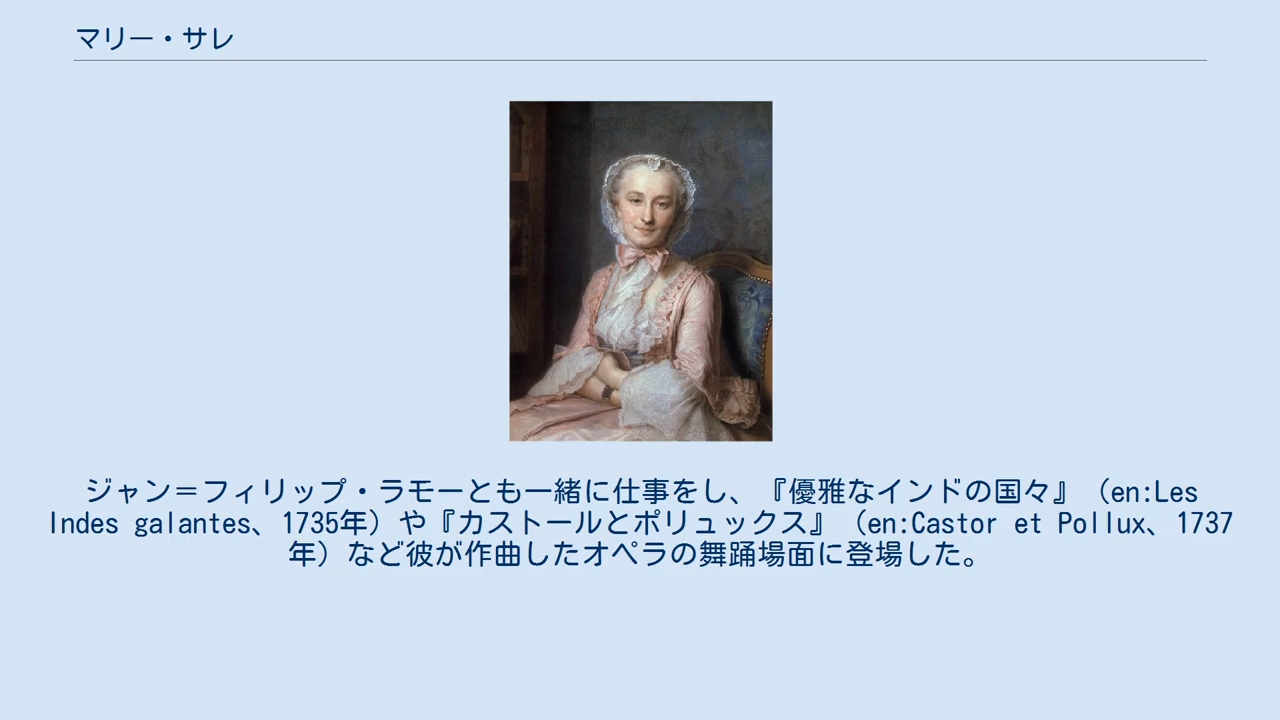 マリー・サレ
ジャン＝フィリップ・ラモーとも一緒に仕事をし、『優雅なインドの国々』（en:Les
Indes galantes、1735年）や『カストールとポリュックス』（en:Castor et Pollux、1737
年）など彼が作曲したオペラの舞踊場面に登場した。